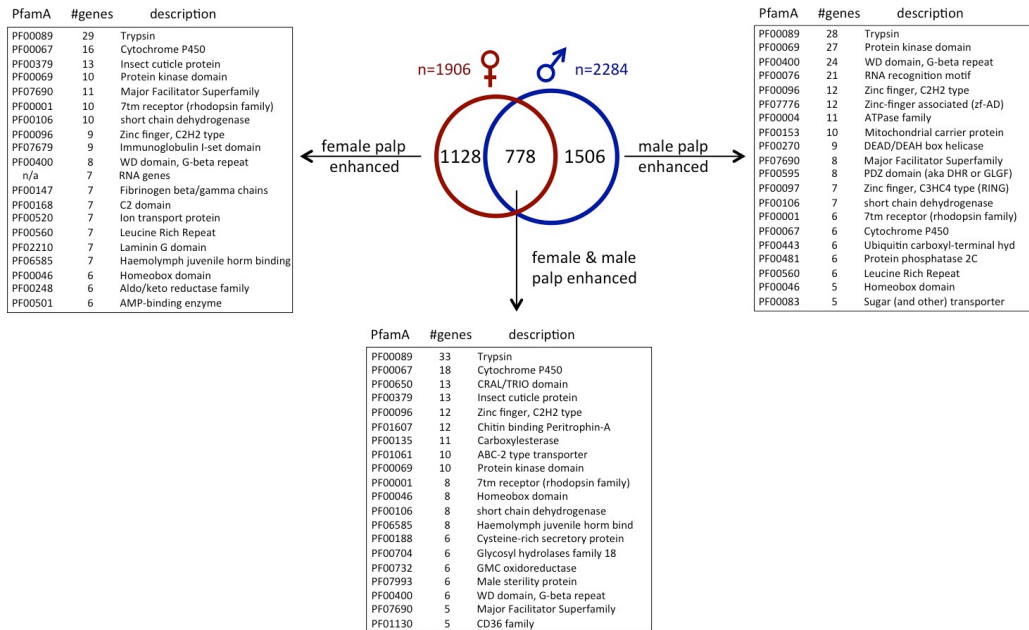 PfamA #genes description
PF00089 29 Trypsin
PF00067 16 Cytochrome P450
PF00379 13 Insect cuticle protein
PF00069 10 Protein kinase domain
PF07690 11 Major Facilitator Superfamily
PF00001 10 7tm receptor (rhodopsin family)
PF00106 10 short chain dehydrogenase
PF00096 9 Zinc finger, C2H2 type
PF07679 9 Immunoglobulin I-set domain
PF00400 8 WD domain, G-beta repeat
n/a 7 RNA genes
PF00147 7 Fibrinogen beta/gamma chains
PF00168 7 C2 domain
PF00520 7 Ion transport protein
PF00560 7 Leucine Rich Repeat
PF02210 7 Laminin G domain
PF06585 7 Haemolymph juvenile horm binding
PF00046 6 Homeobox domain
PF00248 6 Aldo/keto reductase family
PF00501 6 AMP-binding enzyme
n=1906 ♀ ♂ n=2284
female palp
enhanced
1128 778 1506
male palp
enhanced
female & male
palp enhanced
PfamA #genes description
PF00089 28 Trypsin
PF00069 27 Protein kinase domain
PF00400 24 WD domain, G-beta repeat
PF00076 21 RNA recognition motif
PF00096 12 Zinc finger, C2H2 type
PF07776 12 Zinc-finger associated (zf-AD)
PF00004 11 ATPase family
PF00153 10 Mitochondrial carrier protein
PF00270 9 DEAD/DEAH box helicase
PF07690 8 Major Facilitator Superfamily
PF00595 8 PDZ domain (aka DHR or GLGF)
PF00097 7 Zinc finger, C3HC4 type (RING)
PF00106 7 short chain dehydrogenase
PF00001 6 7tm receptor (rhodopsin family)
PF00067 6 Cytochrome P450
PF00443 6 Ubiquitin carboxyl-terminal hyd
PF00481 6 Protein phosphatase 2C
PF00560 6 Leucine Rich Repeat
PF00046 5 Homeobox domain
PF00083 5 Sugar (and other) transporter
PfamA #genes description
PF00089 33 Trypsin
PF00067 18 Cytochrome P450
PF00650 13 CRAL/TRIO domain
PF00379 13 Insect cuticle protein
PF00096 12 Zinc finger, C2H2 type
PF01607 12 Chitin binding Peritrophin-A
PF00135 11 Carboxylesterase
PF01061 10 ABC-2 type transporter
PF00069 10 Protein kinase domain
PF00001 8 7tm receptor (rhodopsin family)
PF00046 8 Homeobox domain
PF00106 8 short chain dehydrogenase
PF06585 8 Haemolymph juvenile horm bind
PF00188 6 Cysteine-rich secretory protein
PF00704 6 Glycosyl hydrolases family 18
PF00732 6 GMC oxidoreductase
PF07993 6 Male sterility protein
PF00400 6 WD domain, G-beta repeat
PF07690 5 Major Facilitator Superfamily
PF01130 5 CD36 family